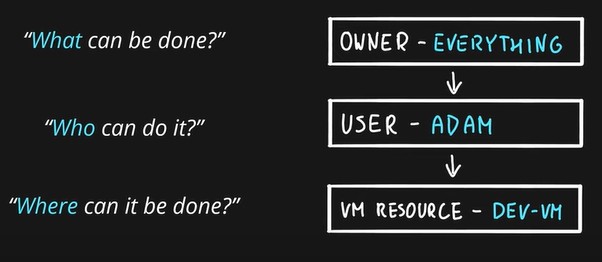 “What can be done?”
OWNER - EVERYTHING
“Who can do it?”
USER - ADAM
“Where can it be done?”
VM RESOURCE - DEV-VM